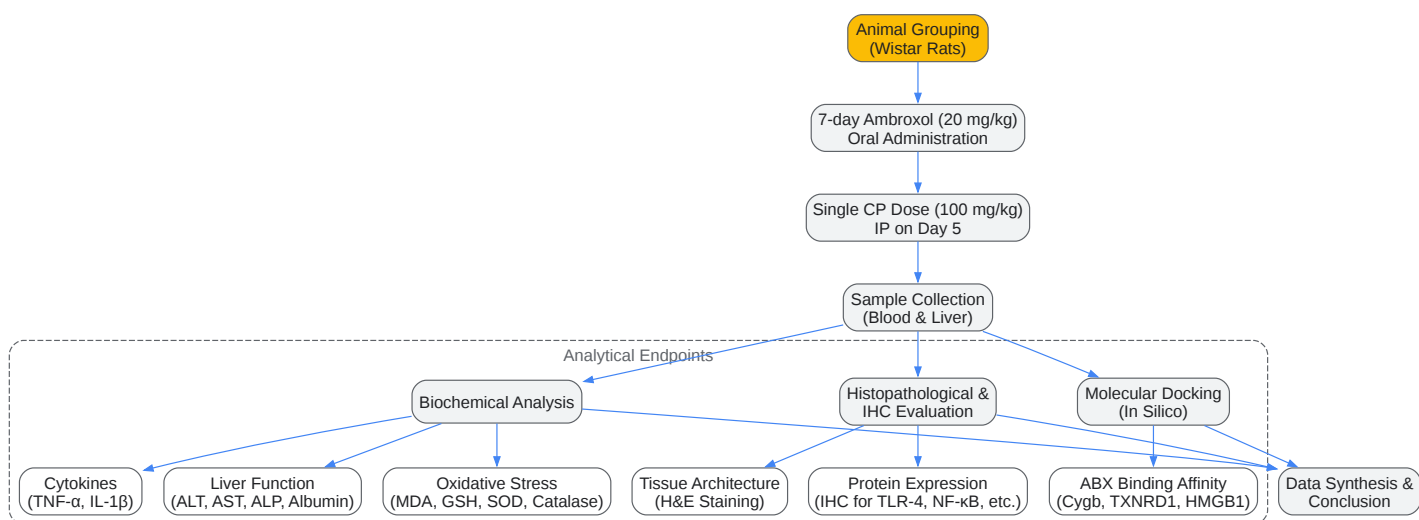 Animal Grouping
(Wistar Rats)
7-day Ambroxol (20 mg/kg)
Oral Administration
Single CP Dose (100 mg/kg)
IP on Day 5
Sample Collection
(Blood & Liver)
Analytical Endpoints
Biochemical Analysis
Histopathological &
IHC Evaluation
Molecular Docking
(In Silico)
Cytokines
(TNF-α, IL-1β)
Liver Function
(ALT, AST, ALP, Albumin)
Oxidative Stress
(MDA, GSH, SOD, Catalase)
Tissue Architecture
(H&E Staining)
Protein Expression
(IHC for TLR-4, NF-κB, etc.)
ABX Binding Affinity
(Cygb, TXNRD1, HMGB1)
Data Synthesis &
Conclusion